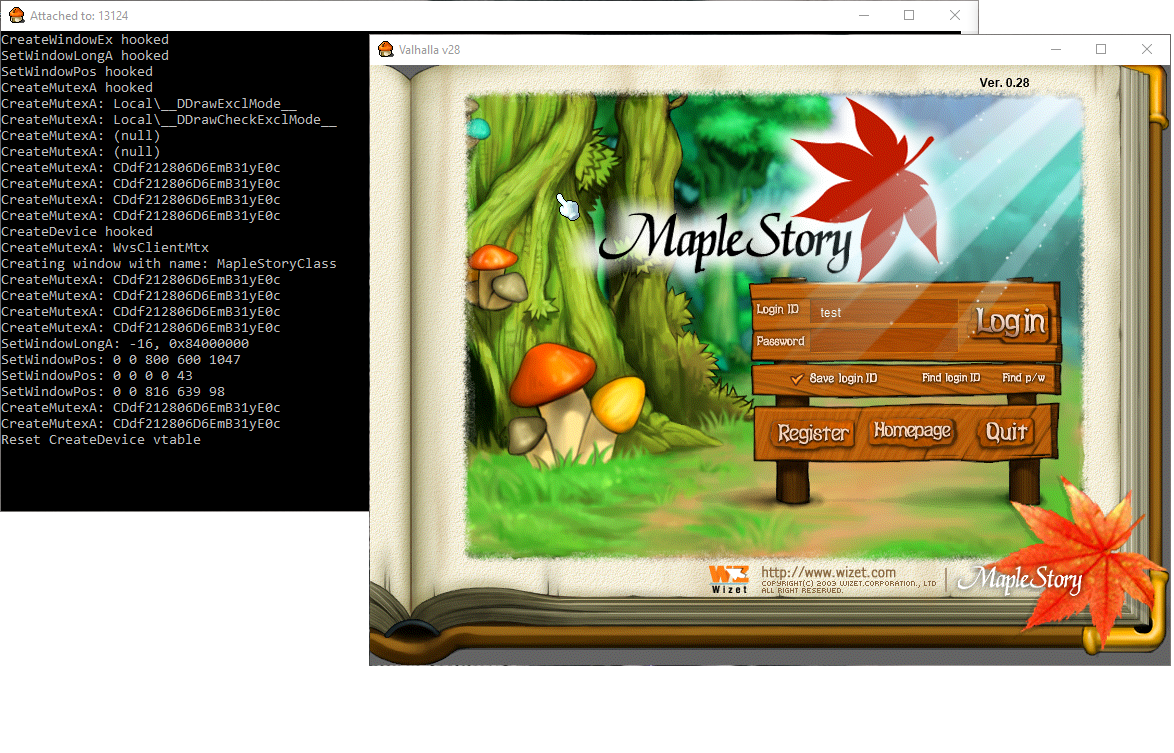 Attached to: 13124
CreateWindowEx hooked
SetWindowLongA hooked
SetWindowPos hooked
CreateMutexA hooked
CreateMutexA: Local\__DDrawExclMode__
CreateMutexA: Local\__DDrawCheckExclMode__
CreateMutexA: (null)
CreateMutexA: (null)
CreateMutexA: CDdf212806D6EmB31yE0c
CreateMutexA: CDdf212806D6EmB31yE0c
CreateMutexA: CDdf212806D6EmB31yE0c
CreateMutexA: CDdf212806D6EmB31yE0c
CreateDevice hooked
CreateMutexA: WvsClientMtx
Creating window with name: MapleStoryClass
CreateMutexA: CDdf212806D6EmB31yE0c
CreateMutexA: CDdf212806D6EmB31yE0c
CreateMutexA: CDdf212806D6EmB31yE0c
CreateMutexA: CDdf212806D6EmB31yE0c
SetWindowLongA: -16, 0x84000000
SetWindowPos: 0 0 800 600 1047
SetWindowPos: 0 0 0 0 43
SetWindowPos: 0 0 816 639 98
CreateMutexA: CDdf212806D6EmB31yE0c
CreateMutexA: CDdf212806D6EmB31yE0c
Reset CreateDevice vtable
Valhalla v28
Ver. 0.28
MapleStory
Login ID test
Login
Password
Save login ID Find login ID Find p/w
Register Homepage Quit
WIZ
Wizet
http://www.wizet.com
COPYRIGHT(C) 2003 WIZET.CORPORATION., LTD
ALL RIGHT RESERVED.
MapleStory